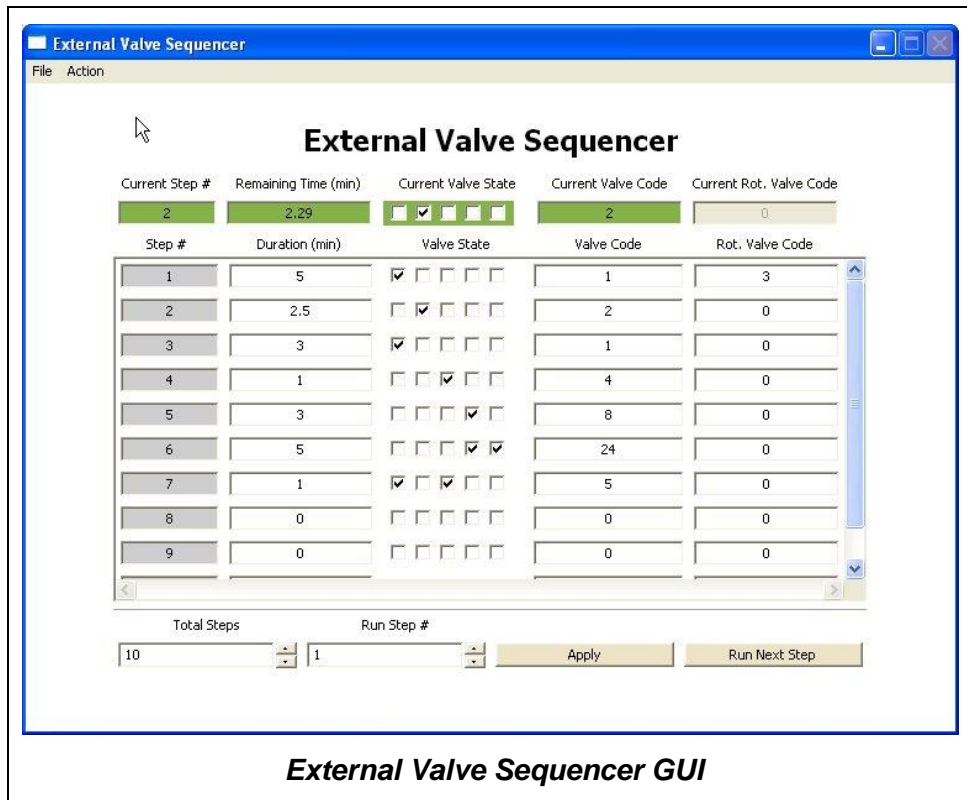 External Valve Sequencer
File Action
External Valve Sequencer
Current Step # Remaining Time (min) Current Valve State Current Valve Code Current Rot. Valve Code
2 2.29 2 0
Step # Duration (min) Valve State Valve Code Rot. Valve Code
1 5 1 3
2 2.5 2 0
3 3 1 0
4 1 4 0
5 3 8 0
6 5 24 0
7 1 5 0
8 0 0 0
9 0 0 0
Total Steps Run Step #
10 1 Apply Run Next Step
External Valve Sequencer GUI